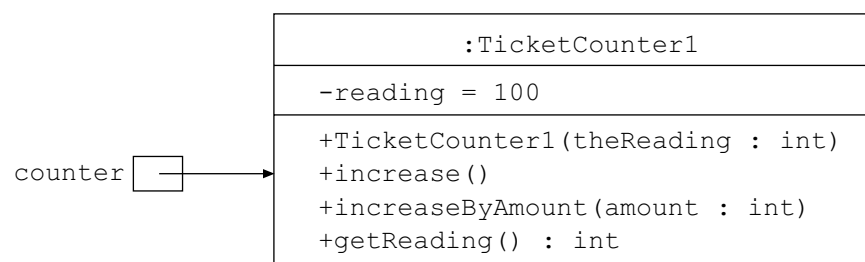 :TicketCounter1
-reading = 100
+TicketCounter1(theReading : int)
counter
+increase()
+increaseByAmount(amount : int)
+getReading() : int